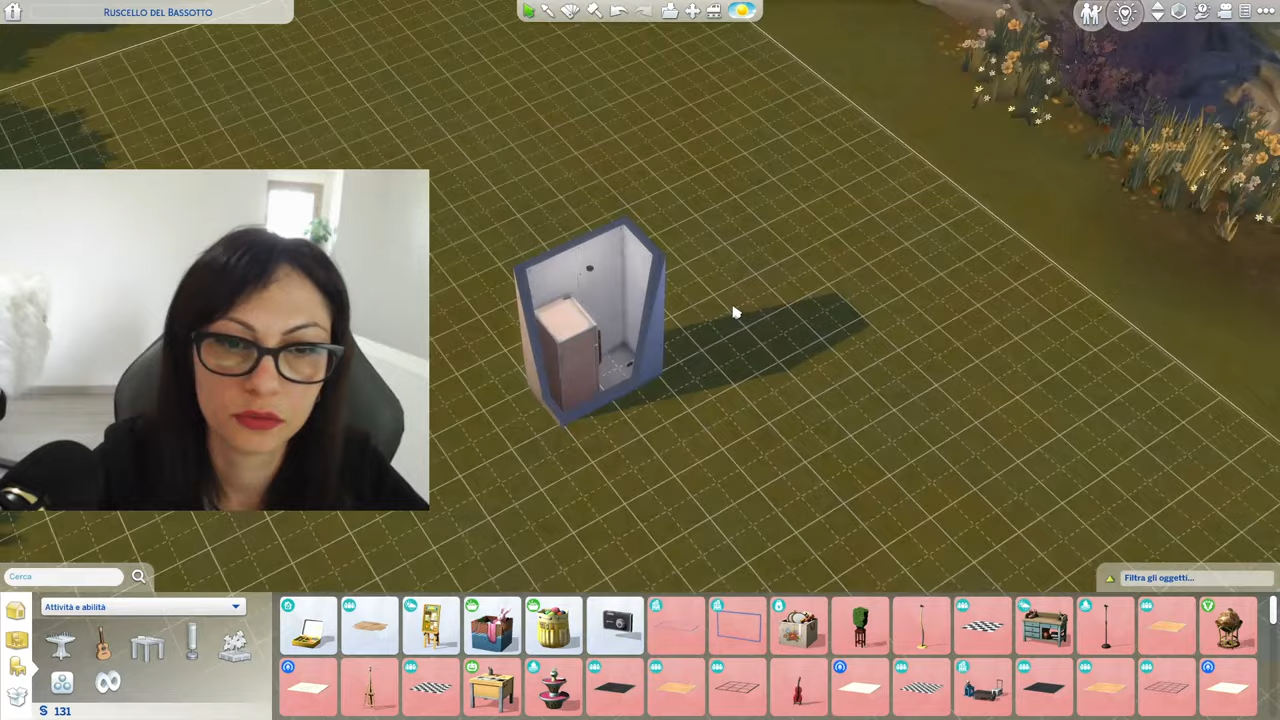 Ruscello del Bassotto
Cerca
Filtra gli oggetti...
Attività e abilità
§ 131